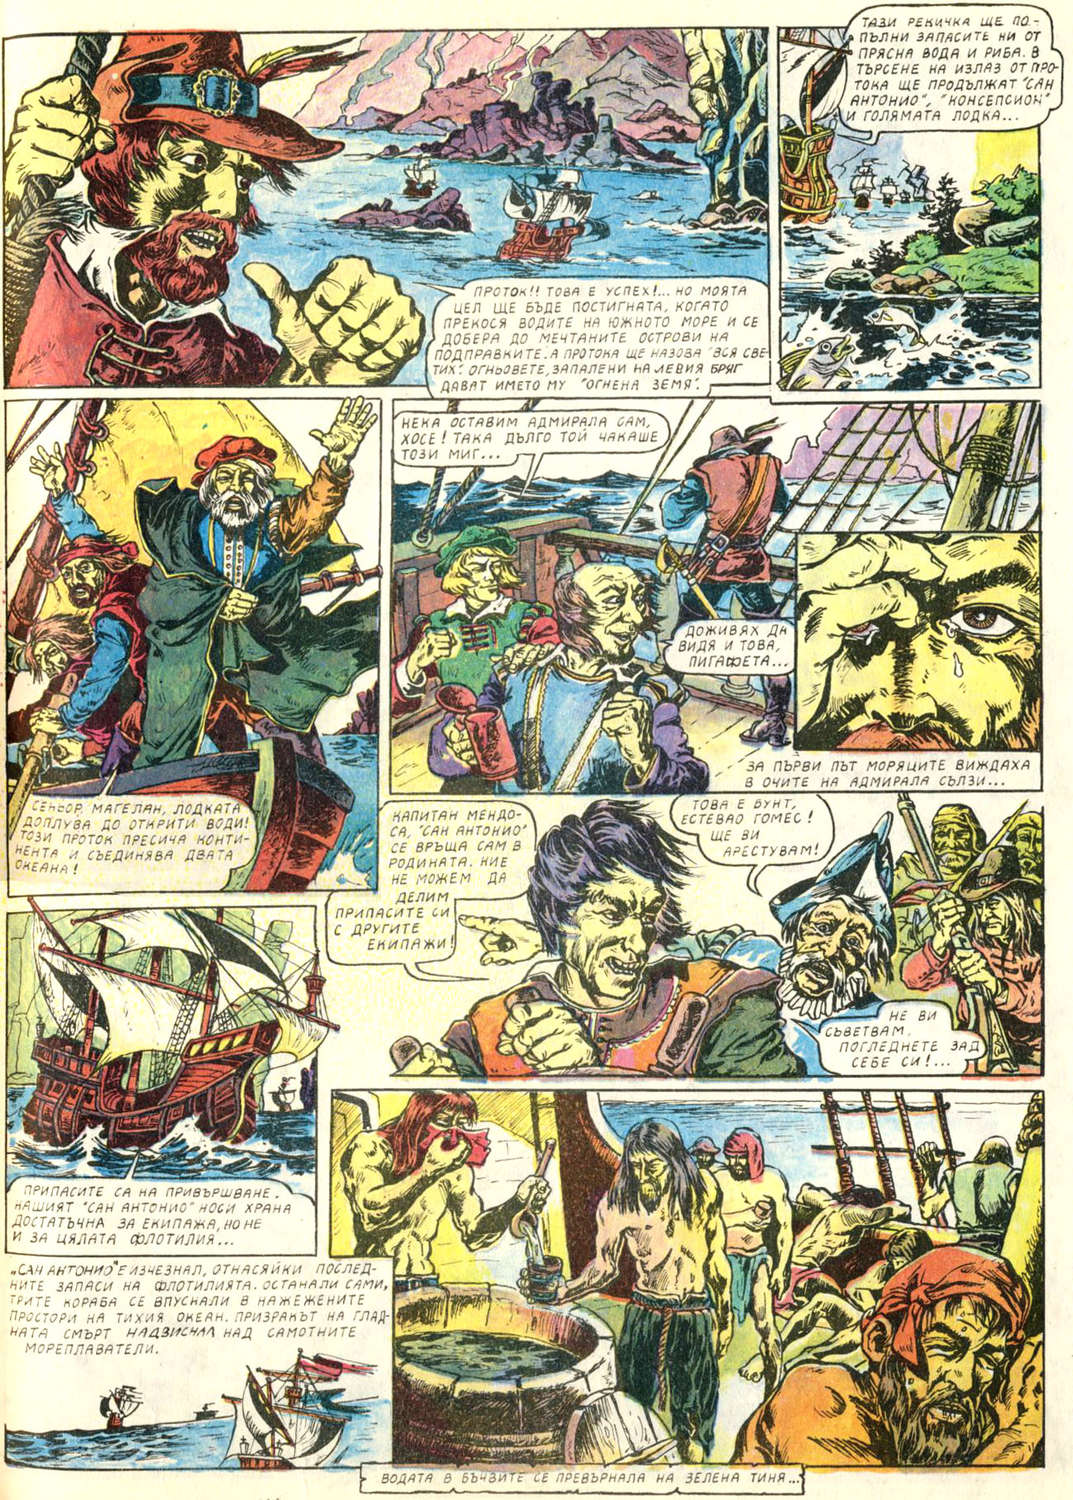 ПРОТОК!! ТОВА Е УСПЕХ!... НО МОЯТА
ЦЕЛ ЩЕ БЪДЕ ПОСТИГНАТА, КОГАТО
ПРЕКОСЯ ВОДИТЕ НА ЮЖНОТО МОРЕ И СЕ
ДОБЕРА ДО МЕЧТАНИТЕ ОСТРОВИ НА
ПОДПРАВКИТЕ. А ПРОТОКА ЩЕ НАЗОВА "ВСЯ СВЕ-
ТИХ". ОГНЬОВЕТЕ, ЗАПАЛЕНИ НА ЛЕВИЯ БРЯГ
ДАВАТ ИМЕТО МУ "ОГНЕНА ЗЕМЯ".
ТАЗИ РЕКИЧКА ЩЕ ПО-
ПЪЛНИ ЗАПАСИТЕ НИ ОТ
ПРЯСНА ВОДА И РИБА. В
ТЪРСЕНЕ НА ИЗЛАЗ ОТ ПРО-
ТОКА ЩЕ ПРОДЪЛЖАТ "САН
АНТОНИО", "КОНСЕПСИОН"
И ГОЛЯМАТА ЛОДКА...
СЕНЬОР МАГЕЛАН, ЛОДКАТА
ДОПЛУВА ДО ОТКРИТИ ВОДИ!
ТОЗИ ПРОТОК ПРЕСИЧА КОНТИ-
НЕНТА И СЪЕДИНЯВА ДВАТА
ОКЕАНА!
НЕКА ОСТАВИМ АДМИРАЛА САМ,
ХОСЕ! ТАКА ДЪЛГО ТОЙ ЧАКАШЕ
ТОЗИ МИГ...
ДОЖИВЯХ ДА
ВИДЯ И ТОВА,
ПИГАФЕТА...
ЗА ПЪРВИ ПЪТ МОРЯЦИТЕ ВИЖДАХА
В ОЧИТЕ НА АДМИРАЛА СЪЛЗИ...
КАПИТАН МЕНДО-
СА, "САН АНТОНИО"
СЕ ВРЪЩА САМ В
РОДИНАТА. НИЕ
НЕ МОЖЕМ ДА
ДЕЛИМ
ПРИПАСИТЕ СИ
С ДРУГИТЕ
ЕКИПАЖИ!
ТОВА Е БУНТ,
ЕСТЕВАО ГОМЕС!
ЩЕ ВИ
АРЕСТУВАМ!
НЕ ВИ
СЪВЕТВАМ.
ПОГЛЕДНЕТЕ ЗАД
СЕБЕ СИ!...
ПРИПАСИТЕ СА НА ПРИВЪРШВАНЕ.
НАШИЯТ "САН АНТОНИО" НОСИ ХРАНА
ДОСТАТЪЧНА ЗА ЕКИПАЖА, НО НЕ
И ЗА ЦЯЛАТА ФЛОТИЛИЯ...
„САН АНТОНИО" Е ИЗЧЕЗНАЛ, ОТНАСЯЙКИ ПОСЛЕД-
НИТЕ ЗАПАСИ НА ФЛОТИЛИЯТА. ОСТАНАЛИ САМИ,
ТРИТЕ КОРАБА СЕ ВПУСНАЛИ В НАЖЕЖЕНИТЕ
ПРОСТОРИ НА ТИХИЯ ОКЕАН. ПРИЗРАКЪТ НА ГЛАД-
НАТА СМЪРТ НАДВИСНАЛ НАД САМОТНИТЕ
МОРЕПЛАВАТЕЛИ.
ВОДАТА В БЪЧВИТЕ СЕ ПРЕВЪРНАЛА НА ЗЕЛЕНА ТИНЯ...